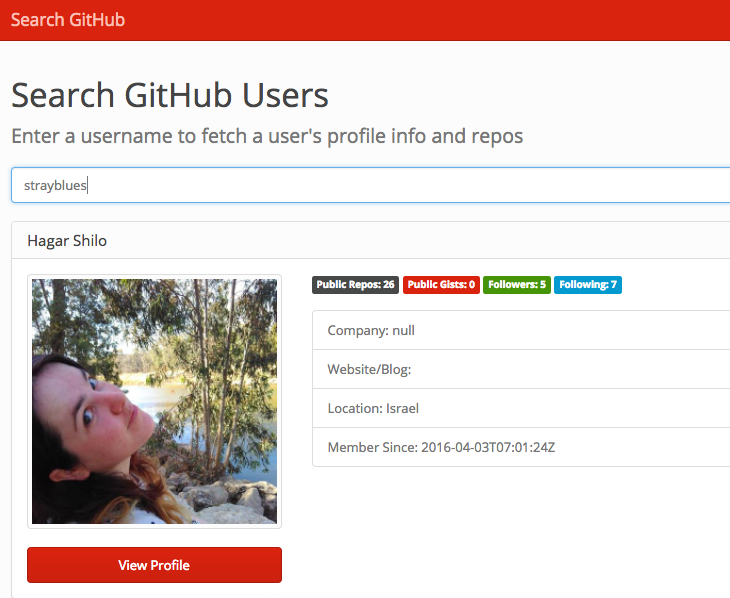 Search GitHub
Search GitHub Users
Enter a username to fetch a user's profile info and repos
strayblues
Hagar Shilo
Public Repos: 26 Public Gists: 0 Followers: 5 Following: 7
Company: null
Website/Blog:
Location: Israel
Member Since: 2016-04-03T07:01:24Z
View Profile